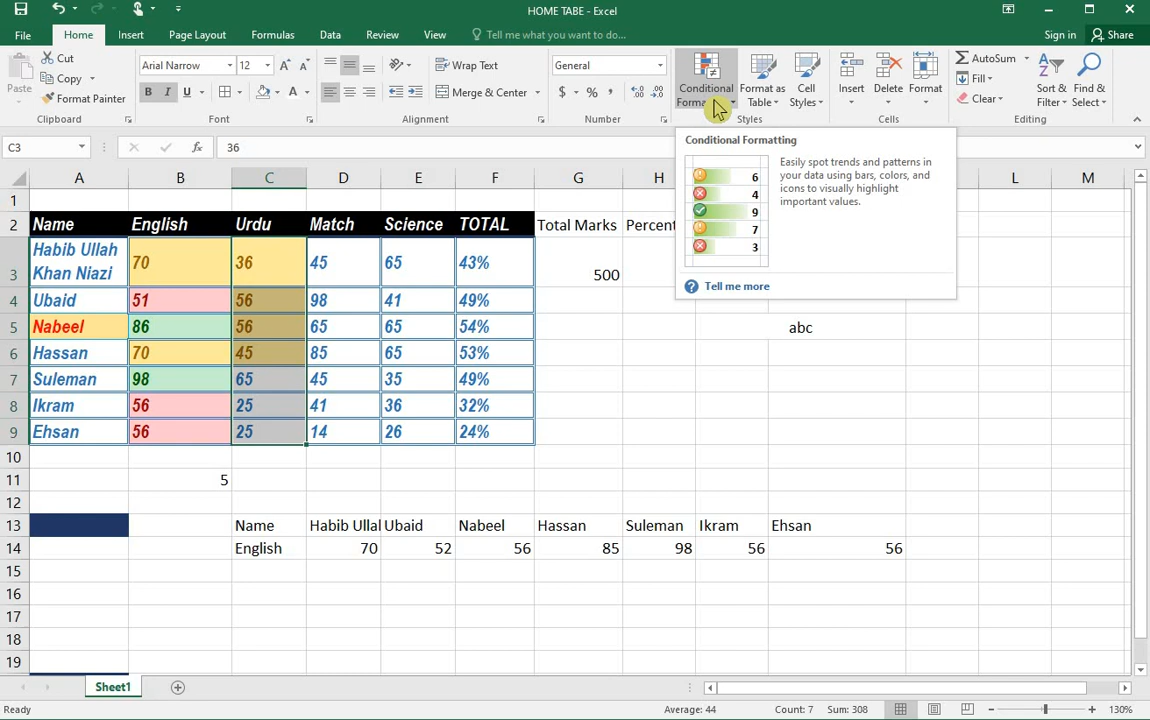 HOME TABE - Excel
File Home Insert Page Layout Formulas Data Review View Tell me what you want to do... Sign in Share
Paste Cut Copy Format Painter
Clipboard
Arial Narrow 12
B I U A
Font
Wrap Text
Merge & Center
Alignment
General
$ % ,
Number
Conditional Format as Table Cell Styles
Styles
Insert Delete Format
Cells
AutoSum
Fill
Clear
Sort & Filter Find & Select
Editing
C3 fx 36
Conditional Formatting
Easily spot trends and patterns in
your data using bars, colors, and
icons to visually highlight
important values.
6
4
9
7
3
Tell me more
A B C D E F G H L M
1
2 Name English Urdu Match Science TOTAL Total Marks Percent
3 Habib Ullah Khan Niazi 70 36 45 65 43% 500
4 Ubaid 51 56 98 41 49%
5 Nabeel 86 56 65 65 54% abc
6 Hassan 70 45 85 65 53%
7 Suleman 98 65 45 35 49%
8 Ikram 56 25 41 36 32%
9 Ehsan 56 25 14 26 24%
10
11 5
12
13 Name Habib Ullal Ubaid Nabeel Hassan Suleman Ikram Ehsan
14 English 70 52 56 85 98 56 56
15
16
17
18
19
Sheet1
Ready Average: 44 Count: 7 Sum: 308 130%